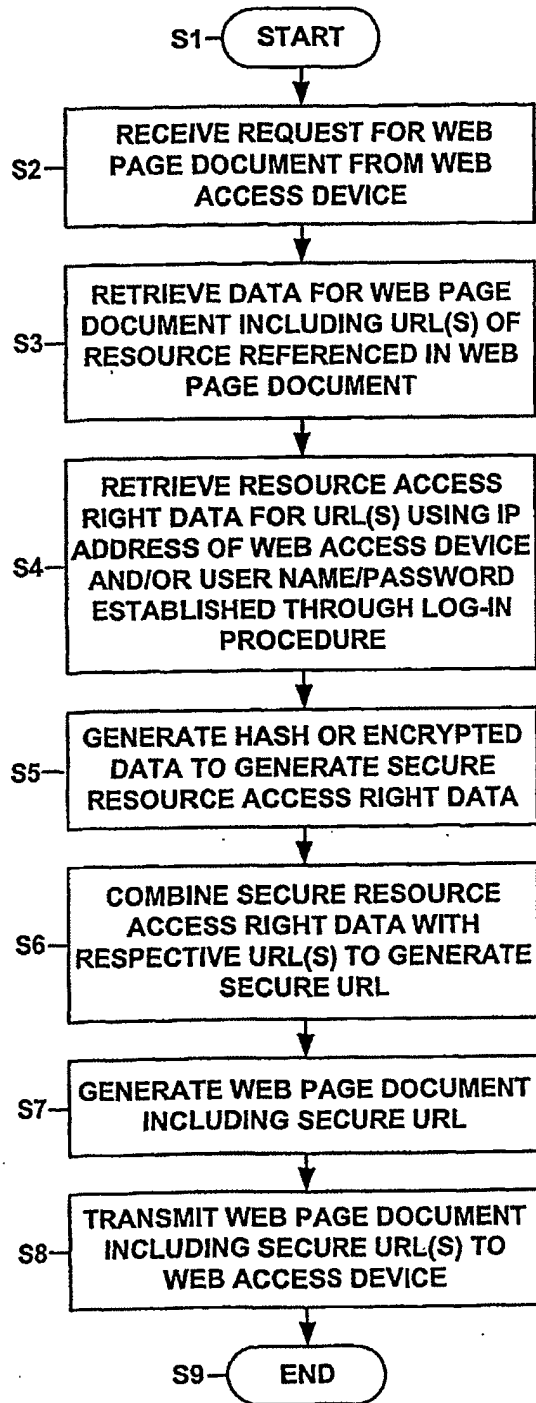 S1 START
RECEIVE REQUEST FOR WEB
S2 PAGE DOCUMENT FROM WEB
ACCESS DEVICE
RETRIEVE DATA FOR WEB PAGE
DOCUMENT INCLUDING URL(S) OF
S3 RESOURCE REFERENCED IN WEB
PAGE DOCUMENT
RETRIEVE RESOURCE ACCESS
RIGHT DATA FOR URL(S) USING IP
S4 ADDRESS OF WEB ACCESS DEVICE
AND/OR USER NAME/PASSWORD
ESTABLISHED THROUGH LOG-IN
PROCEDURE
GENERATE HASH OR ENCRYPTED
S5 DATA TO GENERATE SECURE
RESOURCE ACCESS RIGHT DATA
COMBINE SECURE RESOURCE
ACCESS RIGHT DATA WITH
S6 RESPECTIVE URL(S) TO GENERATE
SECURE URL
GENERATE WEB PAGE DOCUMENT
S7 INCLUDING SECURE URL
TRANSMIT WEB PAGE DOCUMENT
S8 INCLUDING SECURE URL(S) TO
WEB ACCESS DEVICE
S9 END